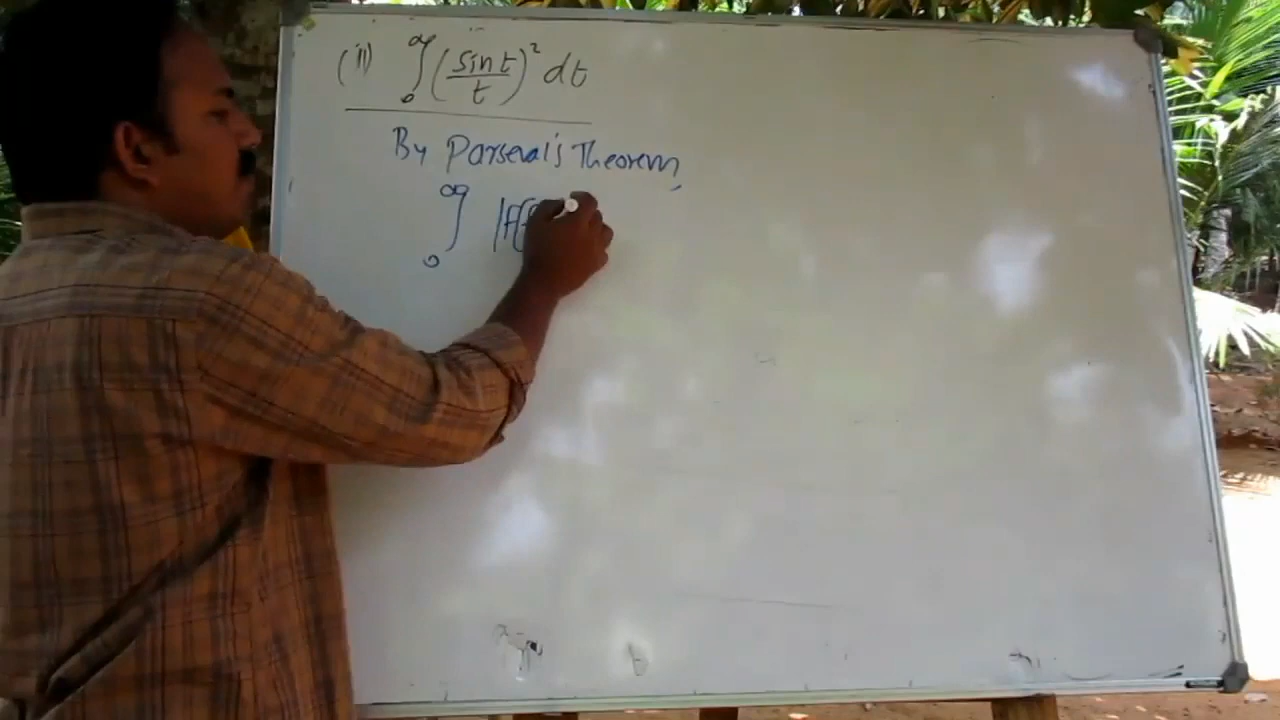 (ii) ∞∫0 (sin t / t)² dt
By Parseval's Theorem,
∞∫0 |F(